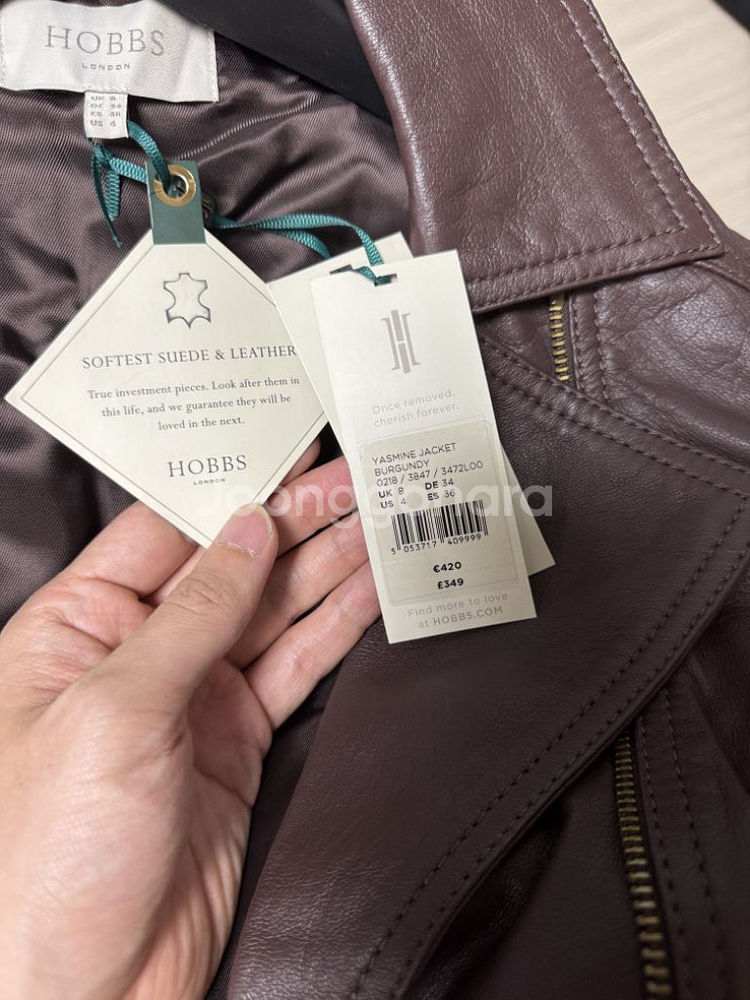 HOBBS
LONDON
UK 8
DE 34
ES 36
US 4
SOFTEST SUEDE & LEATHER
True investment pieces. Look after them in
this life, and we guarantee they will be
loved in the next.
HOBBS
LONDON
H
Once removed,
cherish forever.
YASMINE JACKET
BURGUNDY
0218 / 3847 / 3472L00
UK 8 DE 34
US 4 ES 36
5 053717 409999
€420
£349
Find more to love
at HOBBS.COM
joonggonara